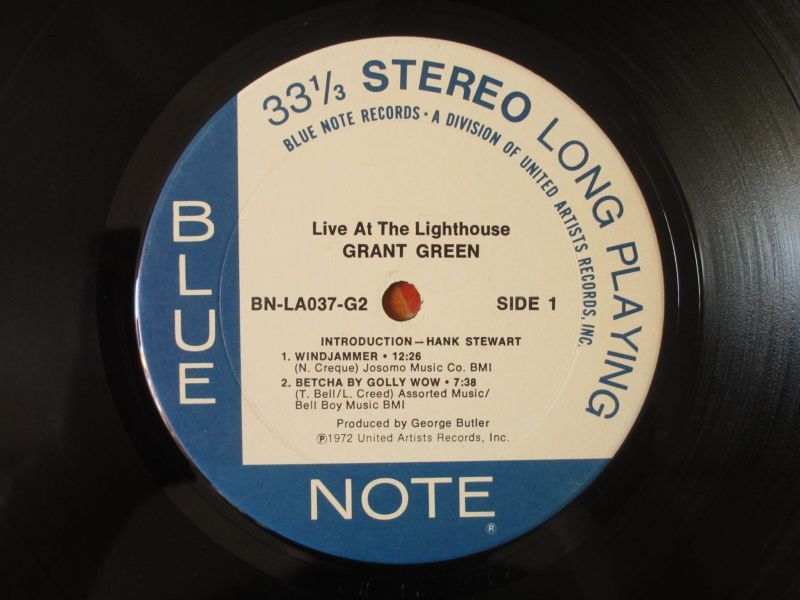 33 1/3 STEREO LONG PLAYING
BLUE NOTE RECORDS • A DIVISION OF UNITED ARTISTS RECORDS, INC.
BLUE
Live At The Lighthouse
GRANT GREEN
BN-LA037-G2 SIDE 1
INTRODUCTION—HANK STEWART
1. WINDJAMMER • 12:26
(N. Creque) Josomo Music Co. BMI
2. BETCHA BY GOLLY WOW • 7:38
(T. Bell/L. Creed) Assorted Music/
Bell Boy Music BMI
Produced by George Butler
℗1972 United Artists Records, Inc.
NOTE ®